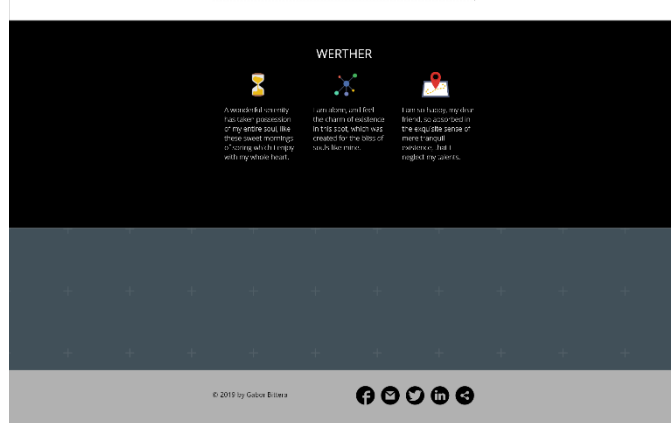 WERTHER
A wonderful serenity
has taken possession
of my entire soul, like
these sweet mornings
of spring which I enjoy
with my whole heart.
I am alone, and feel
the charm of existence
in this spot, which was
created for the bliss of
souls like mine.
I am so happy, my dear
friend, so absorbed in
the exquisite sense of
mere tranquil
existence, that I
neglect my talents.
© 2019 by Gabor Bittera